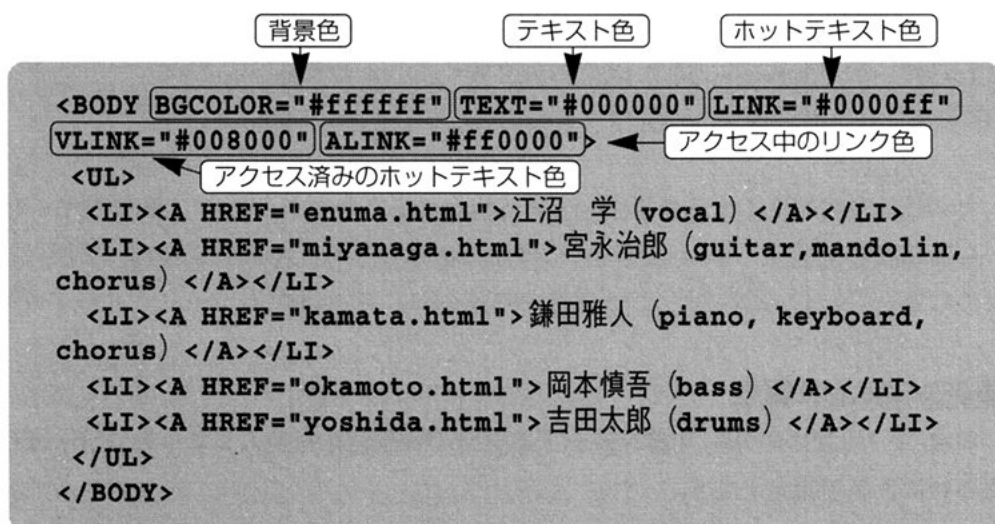 背景色 テキスト色 ホットテキスト色
<BODY BGCOLOR="#ffffff" TEXT="#000000" LINK="#0000ff"
VLINK="#008000" ALINK="#ff0000"> アクセス中のリンク色
<UL> アクセス済みのホットテキスト色
<LI><A HREF="enuma.html">江沼　学（vocal）</A></LI>
<LI><A HREF="miyanaga.html">宮永治郎（guitar,mandolin,
chorus）</A></LI>
<LI><A HREF="kamata.html">鎌田雅人（piano, keyboard,
chorus）</A></LI>
<LI><A HREF="okamoto.html">岡本慎吾（bass）</A></LI>
<LI><A HREF="yoshida.html">吉田太郎（drums）</A></LI>
</UL>
</BODY>